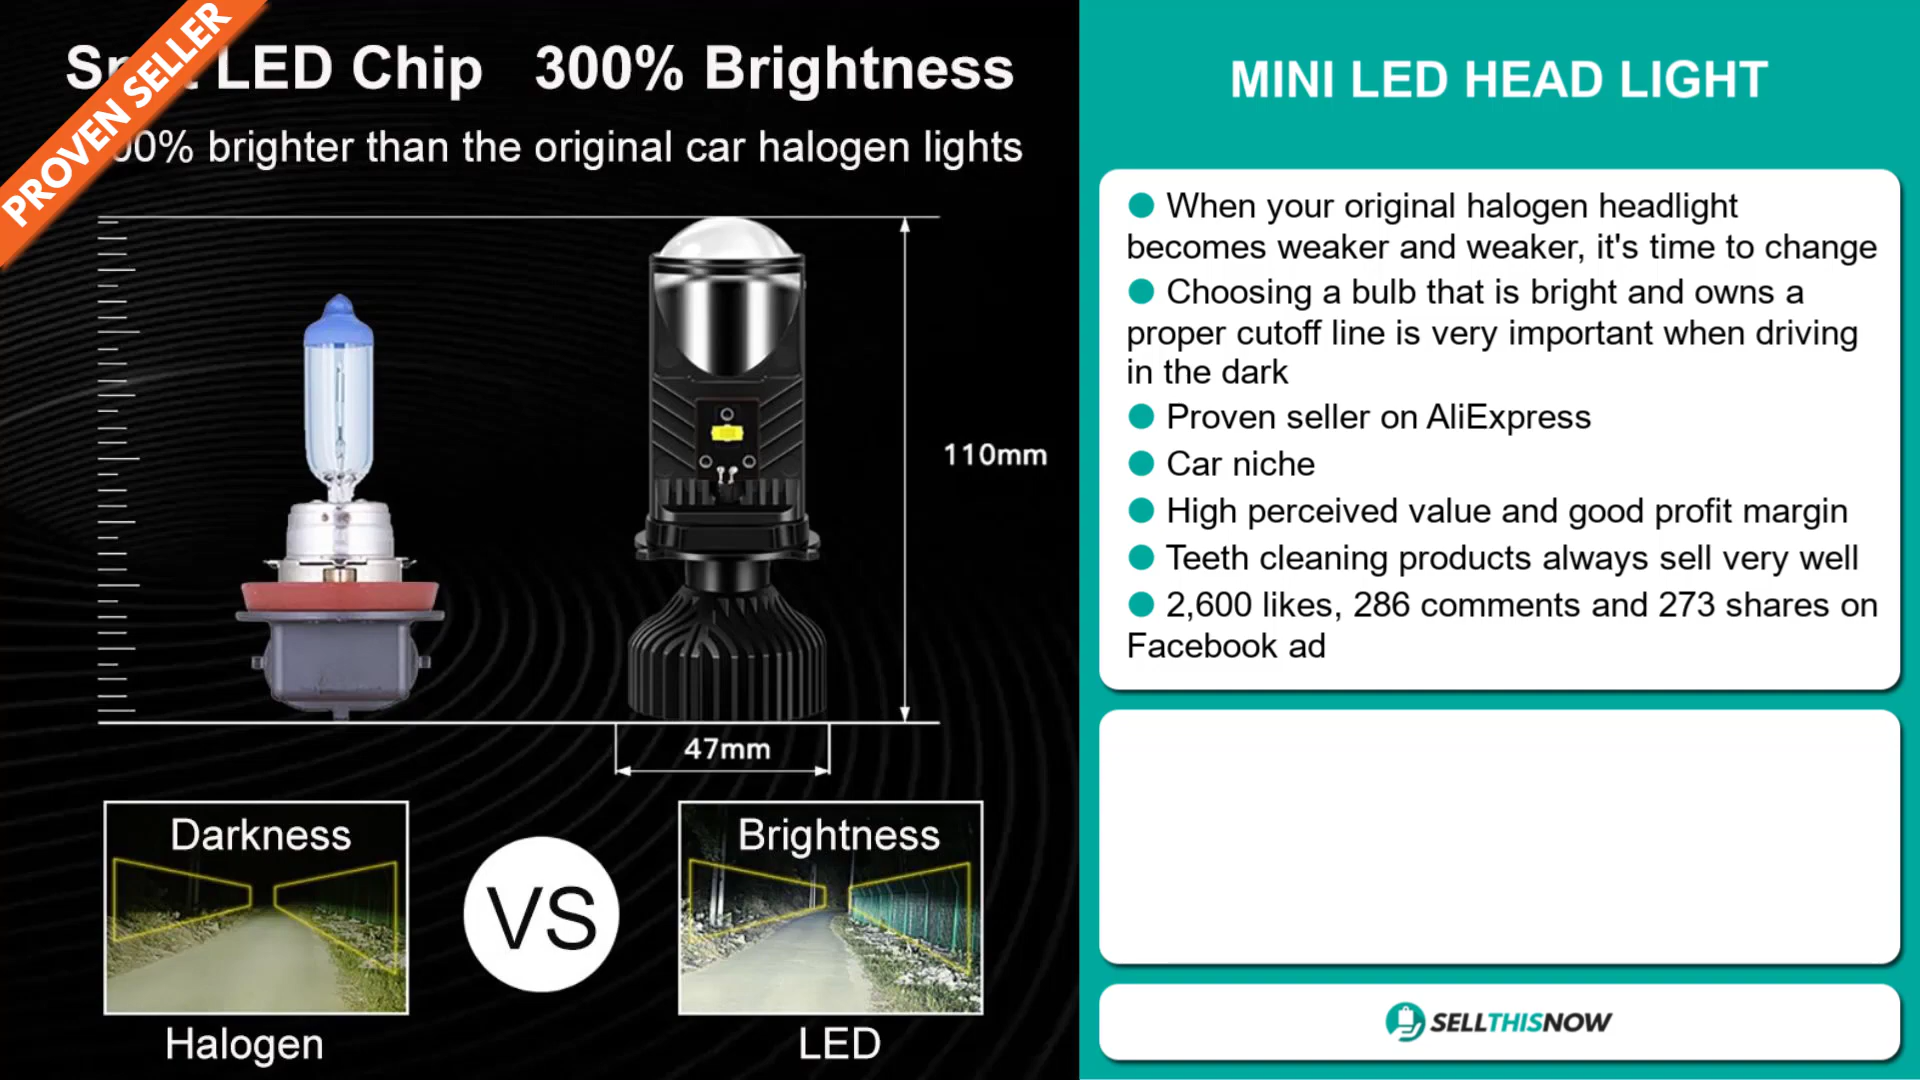 PROVEN SELLER
LED Chip 300% Brightness
brighter than the original car halogen lights
110mm
47mm
Darkness
VS
Brightness
Halogen
LED
MINI LED HEAD LIGHT
When your original halogen headlight
becomes weaker and weaker, it's time to change
Choosing a bulb that is bright and owns a
proper cutoff line is very important when driving
in the dark
Proven seller on AliExpress
Car niche
High perceived value and good profit margin
Teeth cleaning products always sell very well
2,600 likes, 286 comments and 273 shares on
Facebook ad
SELLTHISNOW